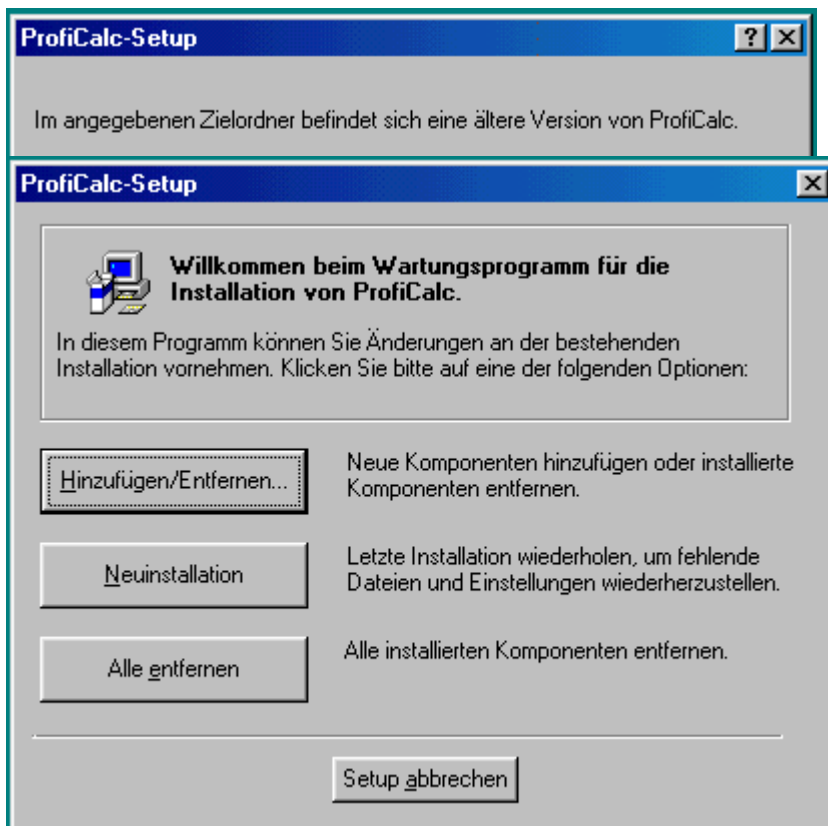 ProfiCalc-Setup
Im angegebenen Zielordner befindet sich eine ältere Version von ProfiCalc.
ProfiCalc-Setup
Willkommen beim Wartungsprogramm für die
Installation von ProfiCalc.
In diesem Programm können Sie Änderungen an der bestehenden
Installation vornehmen. Klicken Sie bitte auf eine der folgenden Optionen:
Hinzufügen/Entfernen...
Neue Komponenten hinzufügen oder installierte
Komponenten entfernen.
Neuinstallation
Letzte Installation wiederholen, um fehlende
Dateien und Einstellungen wiederherzustellen.
Alle entfernen
Alle installierten Komponenten entfernen.
Setup abbrechen